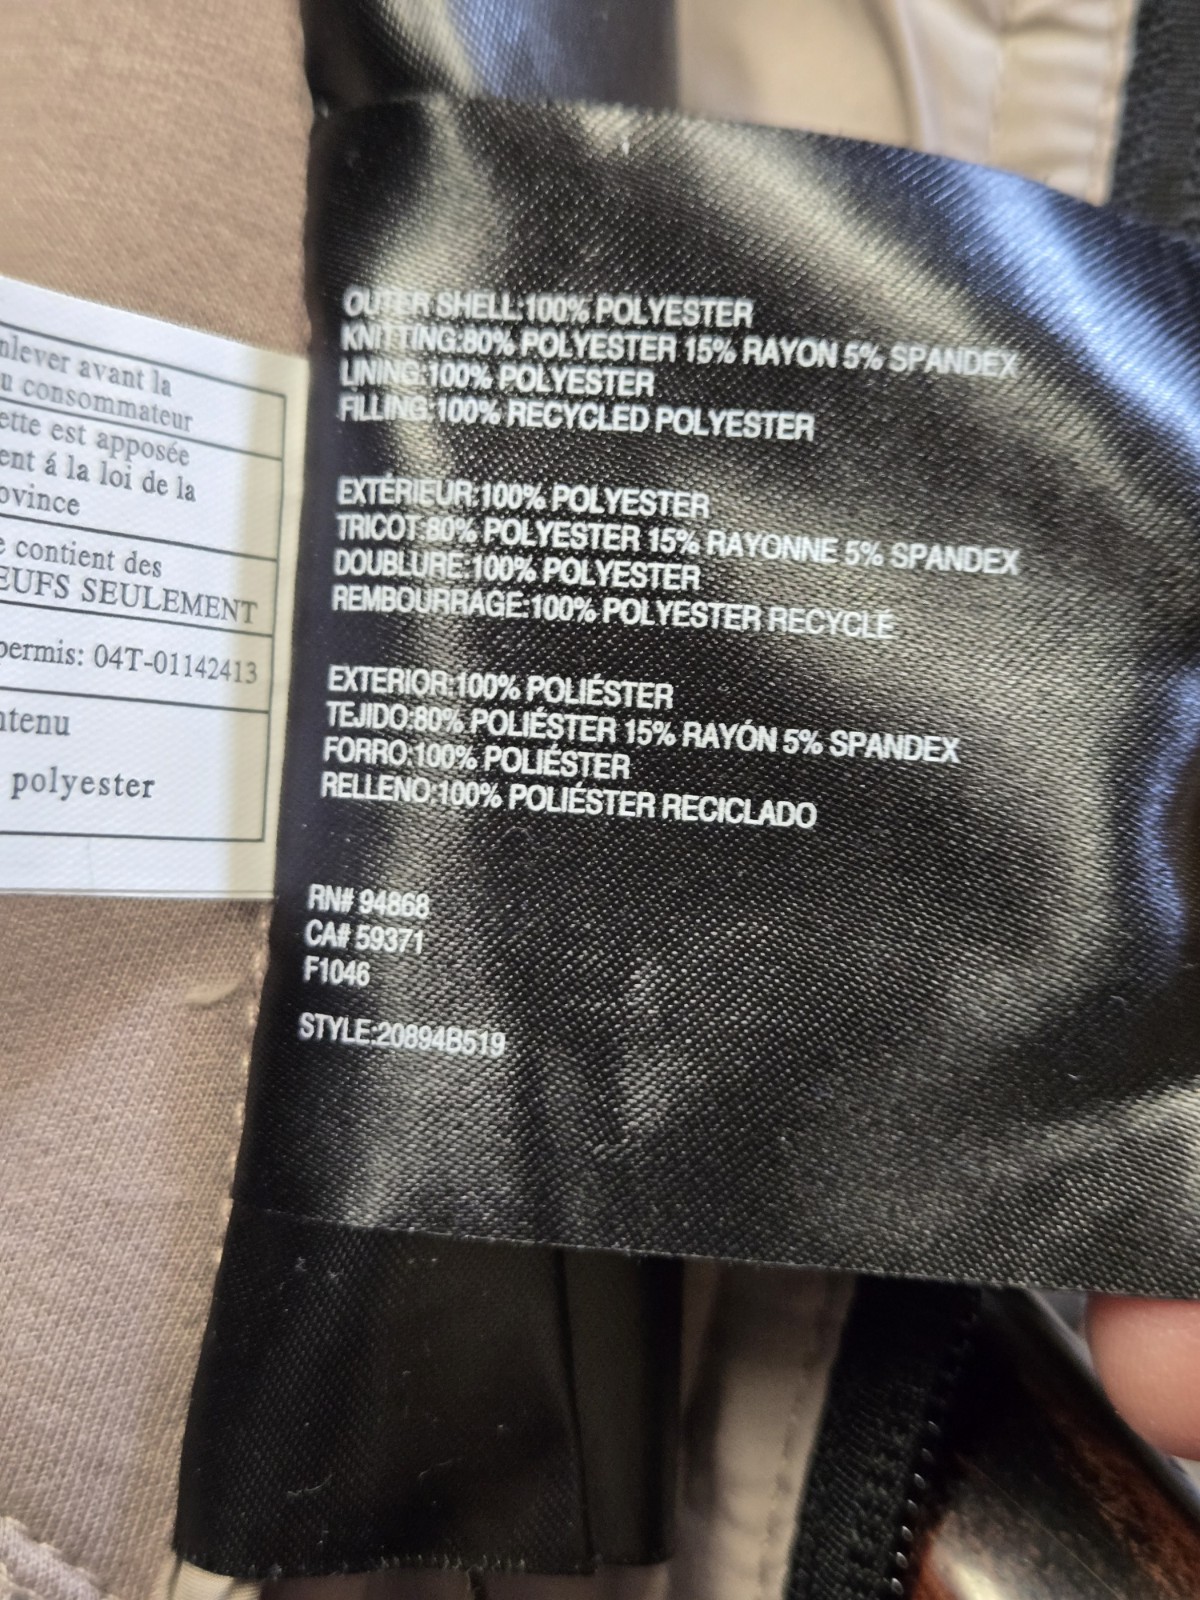 OUTER SHELL:100% POLYESTER
KNITTING:80% POLYESTER 15% RAYON 5% SPANDEX
LINING:100% POLYESTER
FILLING:100% RECYCLED POLYESTER
EXTÉRIEUR:100% POLYESTER
TRICOT:80% POLYESTER 15% RAYONNE 5% SPANDEX
DOUBLURE:100% POLYESTER
REMBOURRAGE:100% POLYESTER RECYCLÉ
EXTERIOR:100% POLIÉSTER
TEJIDO:80% POLIÉSTER 15% RAYÓN 5% SPANDEX
FORRO:100% POLIÉSTER
RELLENO:100% POLIÉSTER RECICLADO
RN# 94868
CA# 59371
F1046
STYLE:20894B519
nlever avant la
u consommateur
ette est apposée
ent á la loi de la
ovince
e contient des
EUFS SEULEMENT
permis: 04T-01142413
ntenu
polyester